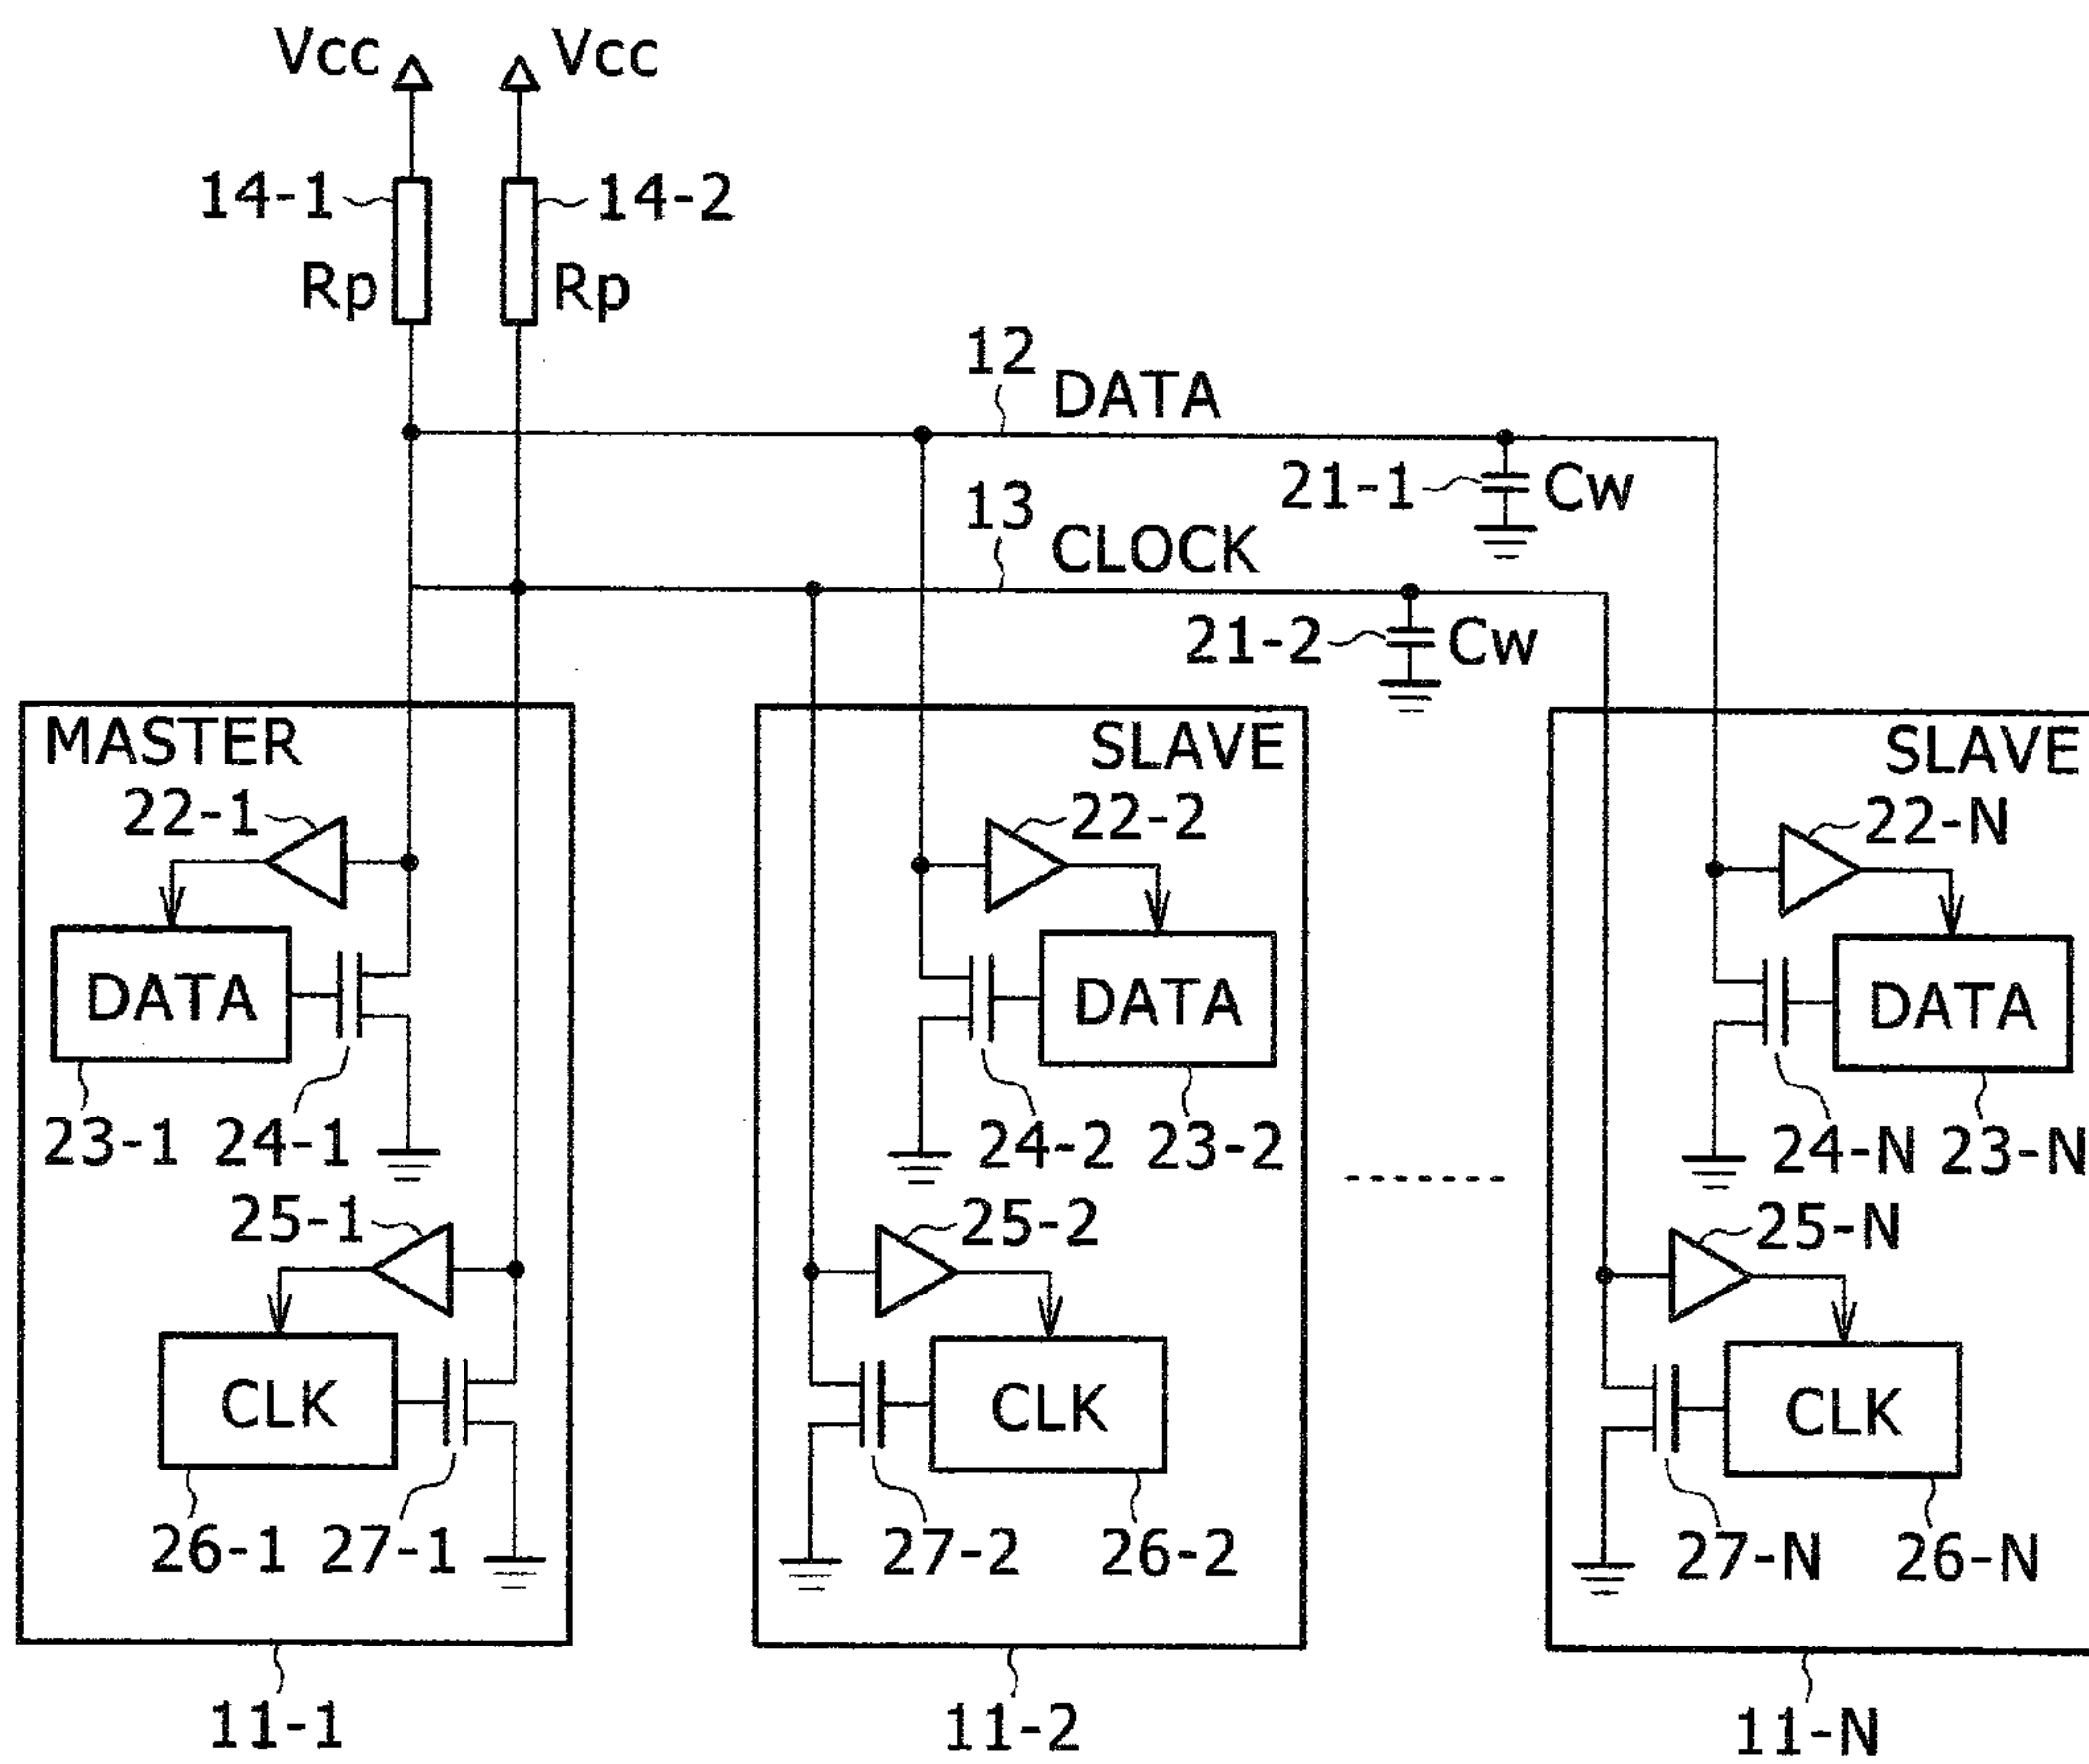 Vcc Vcc
14-1 14-2
Rp Rp
12 DATA
21-1 Cw
13 CLOCK
21-2 Cw
MASTER SLAVE SLAVE
22-1 22-2 22-N
DATA DATA DATA
23-1 24-1 24-2 23-2 24-N 23-N
25-1 25-2 25-N
CLK CLK CLK
26-1 27-1 27-2 26-2 27-N 26-N
11-1 11-2 11-N